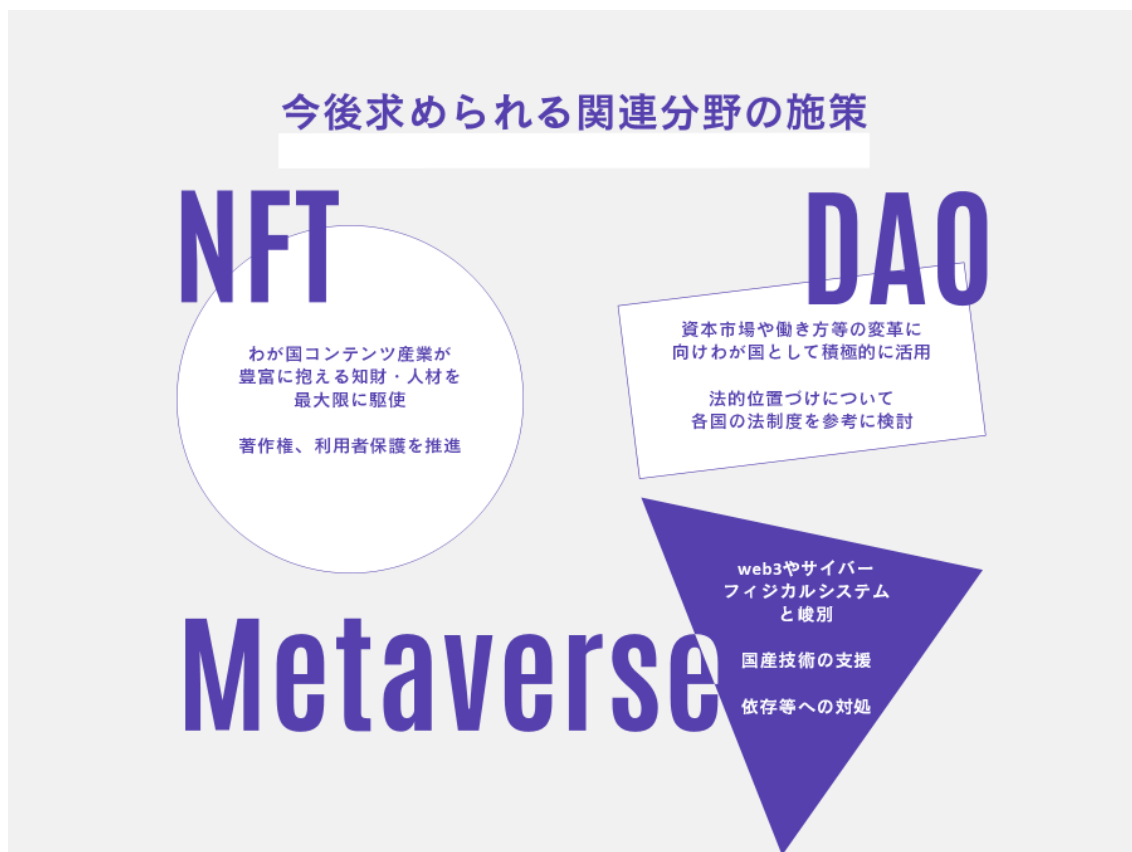 今後求められる関連分野の施策
NFT
わが国コンテンツ産業が
豊富に抱える知財・人材を
最大限に駆使
著作権、利用者保護を推進
DAO
資本市場や働き方等の変革に
向けわが国として積極的に活用
法的位置づけについて
各国の法制度を参考に検討
Metaverse
web3やサイバー
フィジカルシステム
と峻別
国産技術の支援
依存等への対処